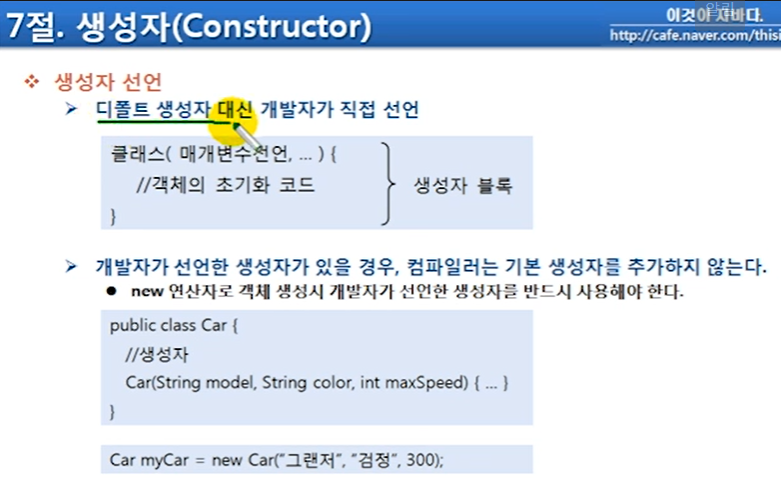 7절. 생성자(Constructor)
이것이 자바다.
http://cafe.naver.com/thisi
생성자 선언
디폴트 생성자 대신 개발자가 직접 선언
클래스( 매개변수선언, ... ) {
//객체의 초기화 코드
}
생성자 블록
개발자가 선언한 생성자가 있을 경우, 컴파일러는 기본 생성자를 추가하지 않는다.
new 연산자로 객체 생성시 개발자가 선언한 생성자를 반드시 사용해야 한다.
public class Car {
//생성자
Car(String model, String color, int maxSpeed) { ... }
}
Car myCar = new Car("그랜저", "검정", 300);